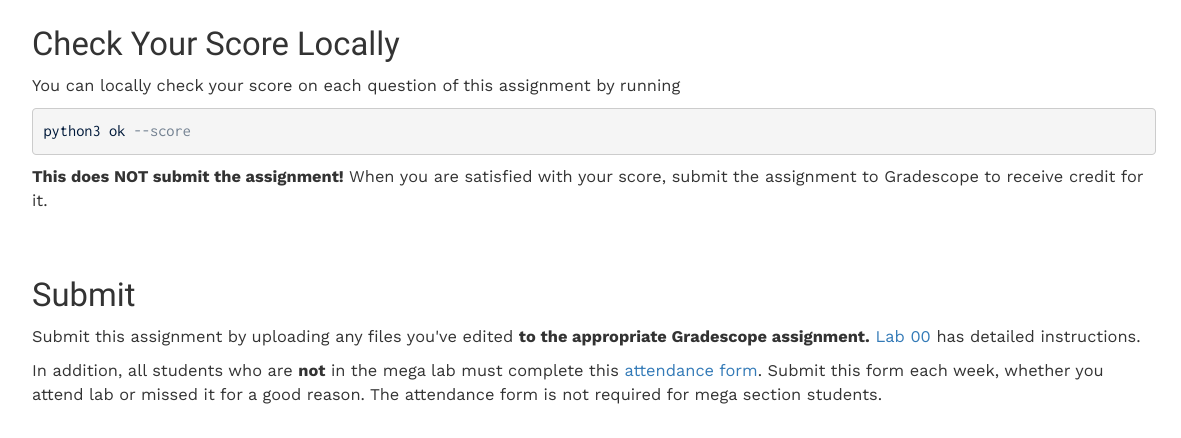 Check Your Score Locally
You can locally check your score on each question of this assignment by running
python3 ok --score
This does NOT submit the assignment! When you are satisfied with your score, submit the assignment to Gradescope to receive credit for
it.
Submit
Submit this assignment by uploading any files you've edited to the appropriate Gradescope assignment. Lab 00 has detailed instructions.
In addition, all students who are not in the mega lab must complete this attendance form. Submit this form each week, whether you
attend lab or missed it for a good reason. The attendance form is not required for mega section students.